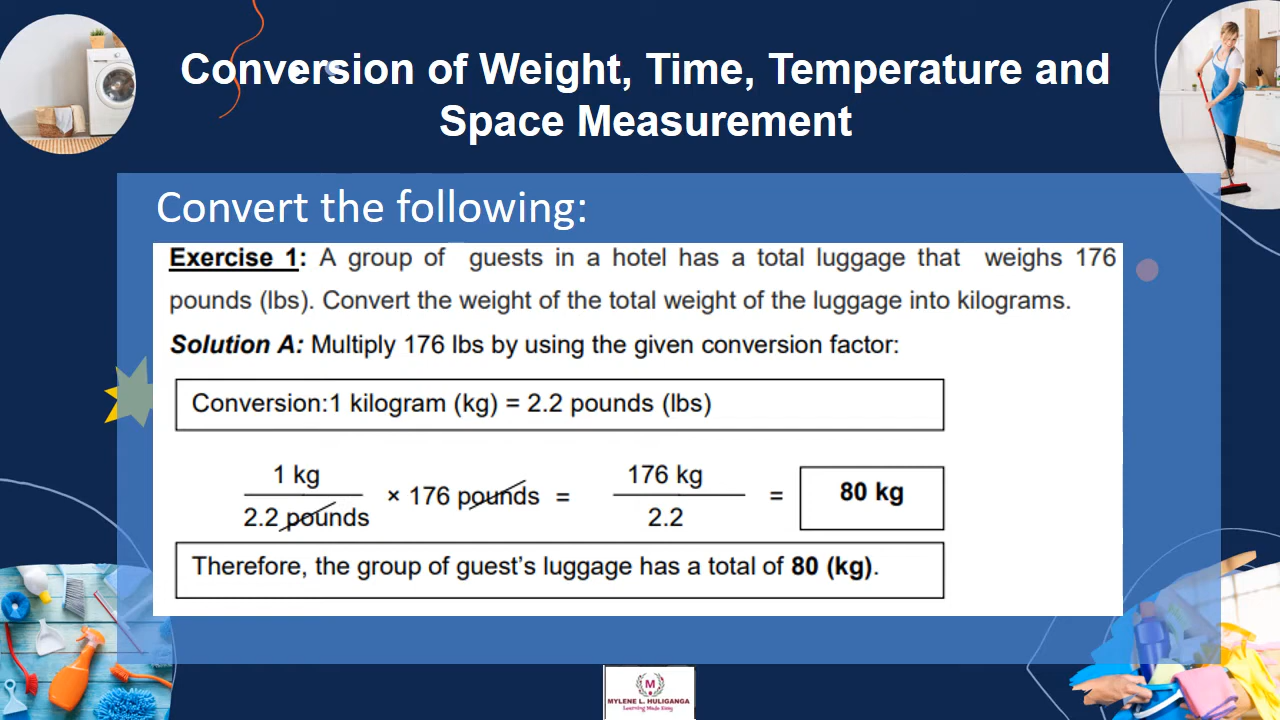 Conversion of Weight, Time, Temperature and
Space Measurement
Convert the following:
Exercise 1: A group of guests in a hotel has a total luggage that weighs 176
pounds (lbs). Convert the weight of the total weight of the luggage into kilograms.
Solution A: Multiply 176 lbs by using the given conversion factor:
Conversion:1 kilogram (kg) = 2.2 pounds (lbs)
1 kg
2.2 pounds
× 176 pounds =
176 kg
2.2
=
80 kg
Therefore, the group of guest's luggage has a total of 80 (kg).
M
MYLENE L. HULIGANGA
Learning Made Easy